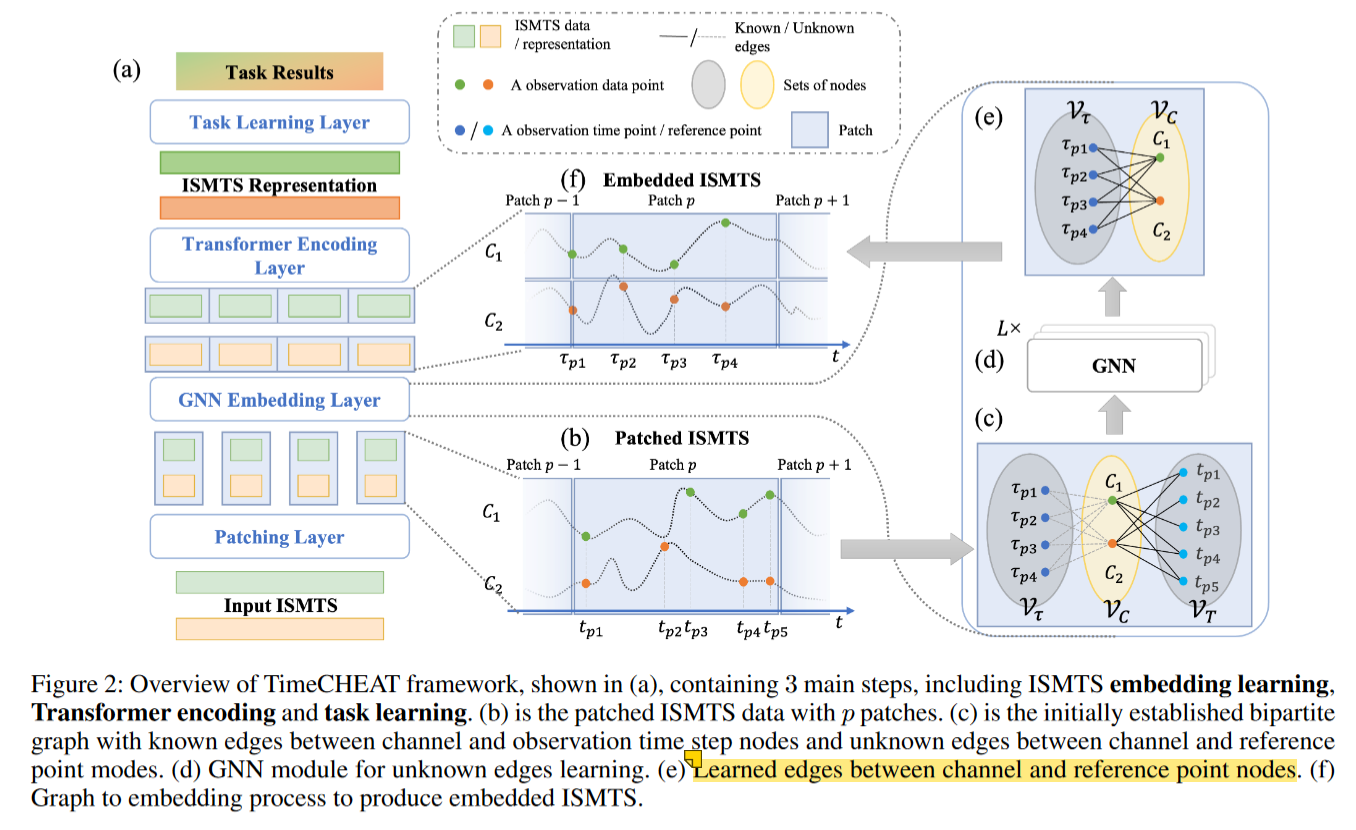 (a)
Task Results
Task Learning Layer
ISMTS Representation
Transformer Encoding
Layer
GNN Embedding Layer
Patching Layer
Input ISMTS
ISMTS data
/ representation
Known / Unknown
edges
A observation data point
Sets of nodes
A observation time point / reference point
Patch
(f) Embedded ISMTS
Patch p − 1 Patch p Patch p + 1
C₁
C₂
τp1 τp2 τp3 τp4 t
(b) Patched ISMTS
Patch p − 1 Patch p Patch p + 1
C₁
C₂
tp1 tp2 tp3 tp4 tp5 t
(e)
𝒱τ 𝒱C
C₁
τp1
τp2
τp3
τp4
C₂
L×
(d)
GNN
(c)
τp1
τp2
τp3
τp4
𝒱τ
C₁
C₂
𝒱C
tp1
tp2
tp3
tp4
tp5
𝒱T
Figure 2: Overview of TimeCHEAT framework, shown in (a), containing 3 main steps, including ISMTS embedding learning,
Transformer encoding and task learning. (b) is the patched ISMTS data with p patches. (c) is the initially established bipartite
graph with known edges between channel and observation time step nodes and unknown edges between channel and reference
point modes. (d) GNN module for unknown edges learning. (e) Learned edges between channel and reference point nodes. (f)
Graph to embedding process to produce embedded ISMTS.